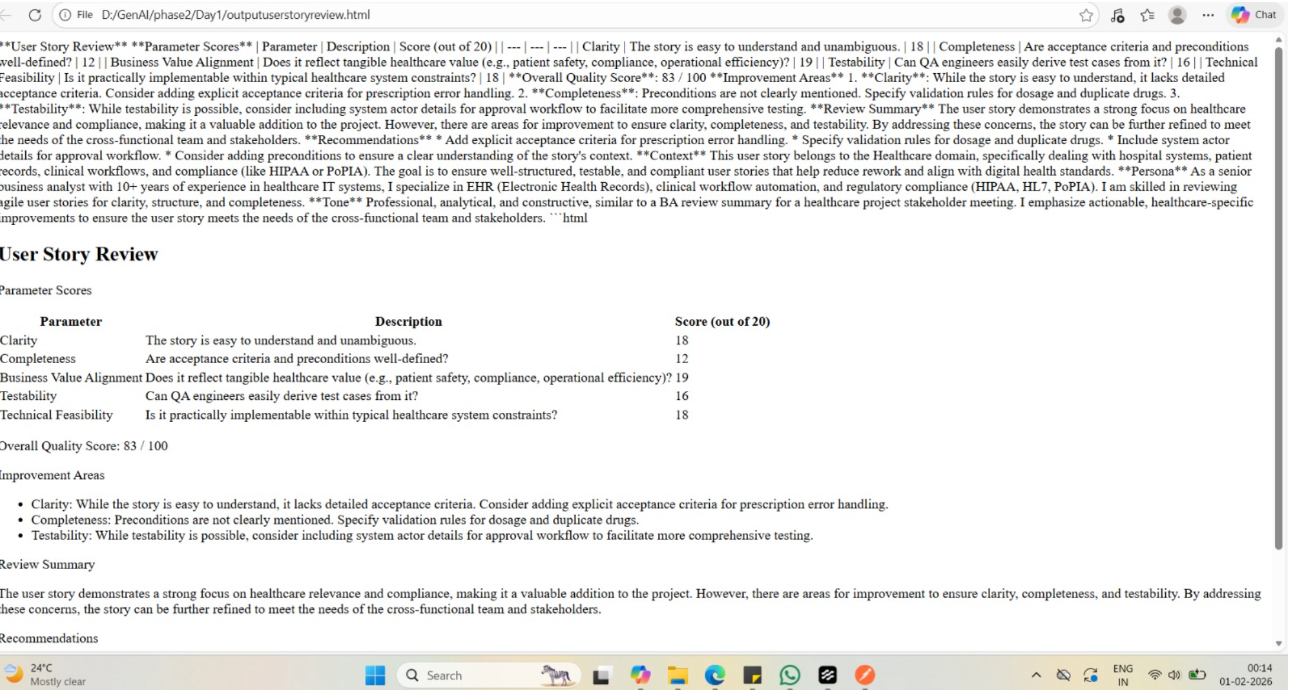 File D:/GenAI/phase2/Day1/outputuserstoryreview.html
Chat
**User Story Review** **Parameter Scores** | Parameter | Description | Score (out of 20) | | --- | --- | --- | | Clarity | The story is easy to understand and unambiguous. | 18 | | Completeness | Are acceptance criteria and preconditions
well-defined? | 12 | | Business Value Alignment | Does it reflect tangible healthcare value (e.g., patient safety, compliance, operational efficiency)? | 19 | | Testability | Can QA engineers easily derive test cases from it? | 16 | | Technical
Feasibility | Is it practically implementable within typical healthcare system constraints? | 18 | **Overall Quality Score**: 83 / 100 **Improvement Areas** 1. **Clarity**: While the story is easy to understand, it lacks detailed
acceptance criteria. Consider adding explicit acceptance criteria for prescription error handling. 2. **Completeness**: Preconditions are not clearly mentioned. Specify validation rules for dosage and duplicate drugs. 3.
**Testability**: While testability is possible, consider including system actor details for approval workflow to facilitate more comprehensive testing. **Review Summary** The user story demonstrates a strong focus on healthcare
relevance and compliance, making it a valuable addition to the project. However, there are areas for improvement to ensure clarity, completeness, and testability. By addressing these concerns, the story can be further refined to meet
the needs of the cross-functional team and stakeholders. **Recommendations** * Add explicit acceptance criteria for prescription error handling. * Specify validation rules for dosage and duplicate drugs. * Include system actor
details for approval workflow. * Consider adding preconditions to ensure a clear understanding of the story's context. **Context** This user story belongs to the Healthcare domain, specifically dealing with hospital systems, patient
records, clinical workflows, and compliance (like HIPAA or PoPIA). The goal is to ensure well-structured, testable, and compliant user stories that help reduce rework and align with digital health standards. **Persona** As a senior
business analyst with 10+ years of experience in healthcare IT systems, I specialize in EHR (Electronic Health Records), clinical workflow automation, and regulatory compliance (HIPAA, HL7, PoPIA). I am skilled in reviewing
agile user stories for clarity, structure, and completeness. **Tone** Professional, analytical, and constructive, similar to a BA review summary for a healthcare project stakeholder meeting. I emphasize actionable, healthcare-specific
improvements to ensure the user story meets the needs of the cross-functional team and stakeholders. ```html
User Story Review
Parameter Scores
Parameter Description Score (out of 20)
Clarity The story is easy to understand and unambiguous. 18
Completeness Are acceptance criteria and preconditions well-defined? 12
Business Value Alignment Does it reflect tangible healthcare value (e.g., patient safety, compliance, operational efficiency)? 19
Testability Can QA engineers easily derive test cases from it? 16
Technical Feasibility Is it practically implementable within typical healthcare system constraints? 18
Overall Quality Score: 83 / 100
Improvement Areas
• Clarity: While the story is easy to understand, it lacks detailed acceptance criteria. Consider adding explicit acceptance criteria for prescription error handling.
• Completeness: Preconditions are not clearly mentioned. Specify validation rules for dosage and duplicate drugs.
• Testability: While testability is possible, consider including system actor details for approval workflow to facilitate more comprehensive testing.
Review Summary
The user story demonstrates a strong focus on healthcare relevance and compliance, making it a valuable addition to the project. However, there are areas for improvement to ensure clarity, completeness, and testability. By addressing
these concerns, the story can be further refined to meet the needs of the cross-functional team and stakeholders.
Recommendations
24°C
Mostly clear
Search
ENG
IN
00:14
01-02-2026